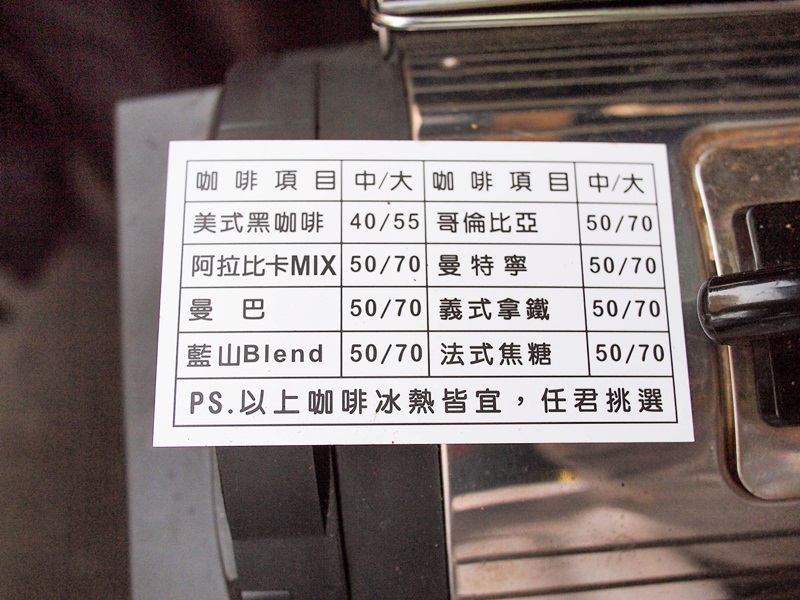 咖啡項目 中/大 咖啡項目 中/大
美式黑咖啡 40/55 哥倫比亞 50/70
阿拉比卡MIX 50/70 曼特寧 50/70
曼巴 50/70 義式拿鐵 50/70
藍山Blend 50/70 法式焦糖 50/70
PS.以上咖啡冰熱皆宜，任君挑選